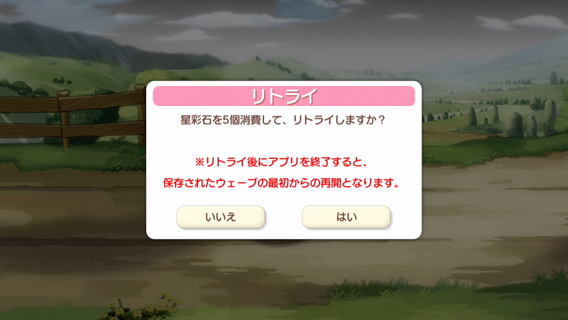 リトライ
星彩石を5個消費して、リトライしますか？
※リトライ後にアプリを終了すると、
保存されたウェーブの最初からの再開となります。
いいえ
はい